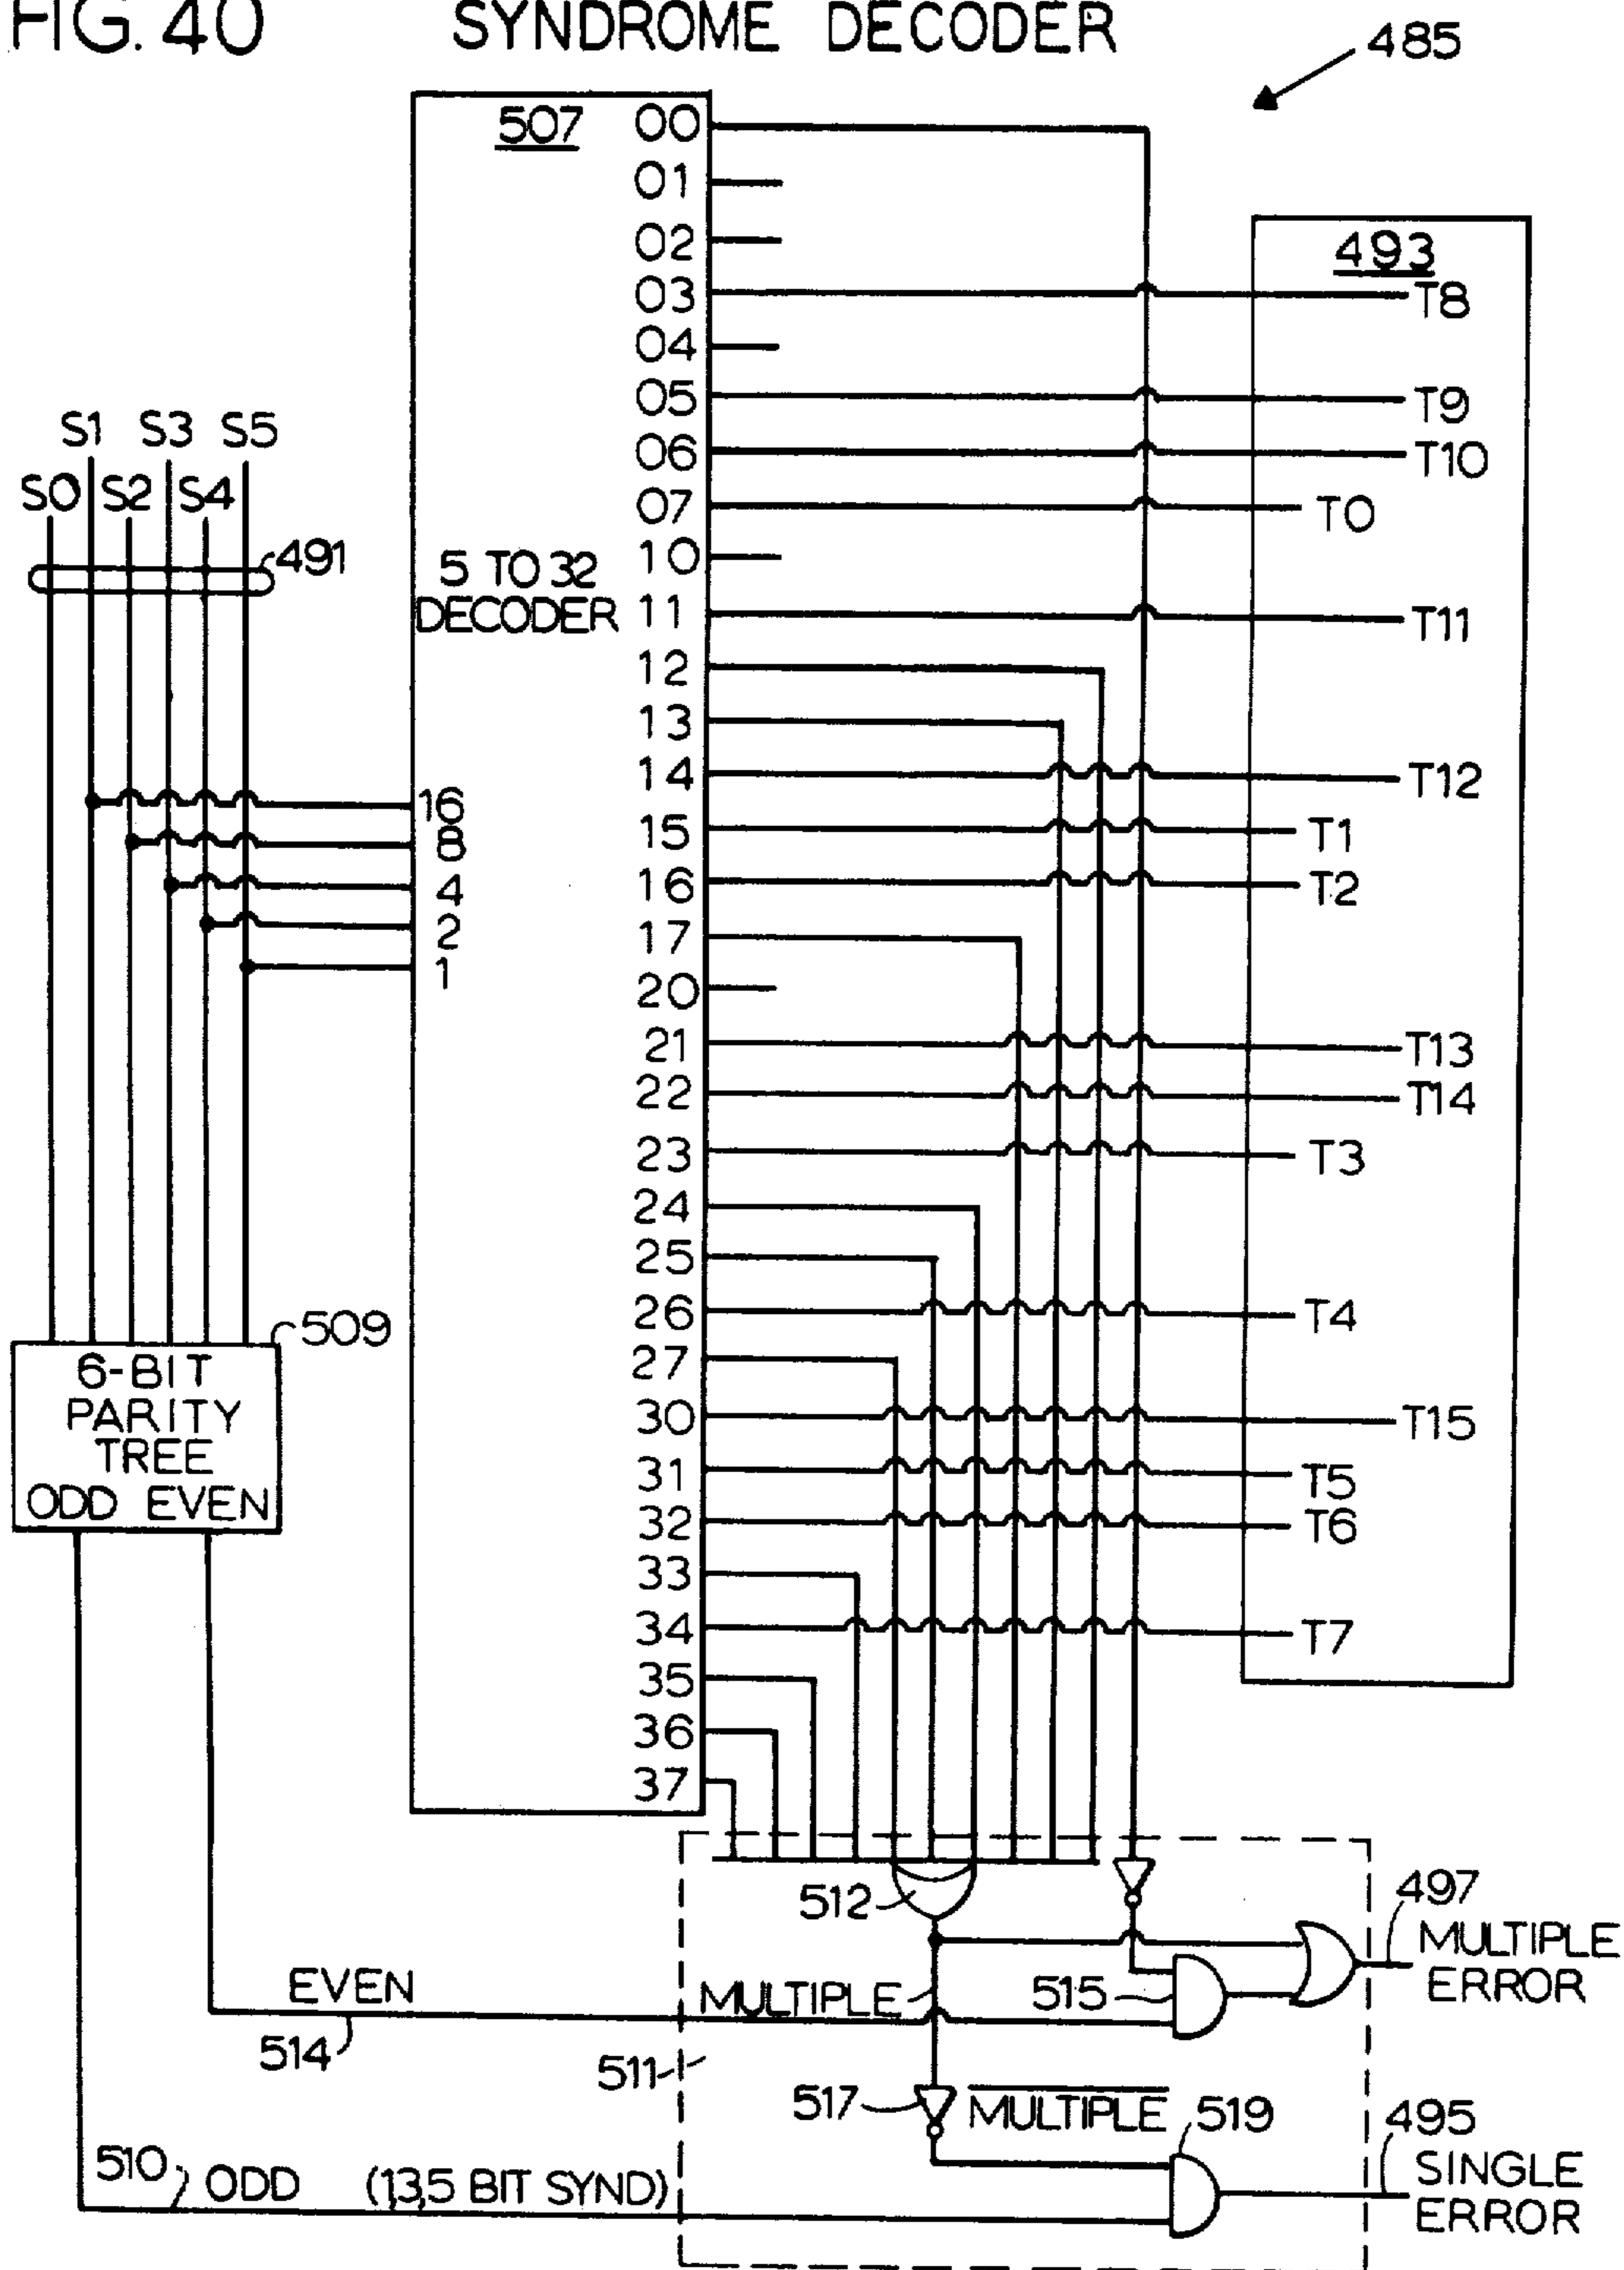 FIG. 40 SYNDROME DECODER
485
507 00
01
02
493
03 T8
04
05 T9
06 T10
07 T0
10
11 T11
12
13
14 T12
15 T1
16 T2
17
20
21 T13
22 T14
23 T3
24
25
26 T4
27
30 T15
31 T5
32 T6
33
34 T7
35
36
37
5 TO 32
DECODER
S1 S3 S5
S0 S2 S4
491
16
8
4
2
1
509
6-BIT
PARITY
TREE
ODD EVEN
512
497
MULTIPLE
ERROR
EVEN
MULTIPLE
515
514
511
517
MULTIPLE
519
495
SINGLE
ERROR
510
ODD (1,3,5 BIT SYND)